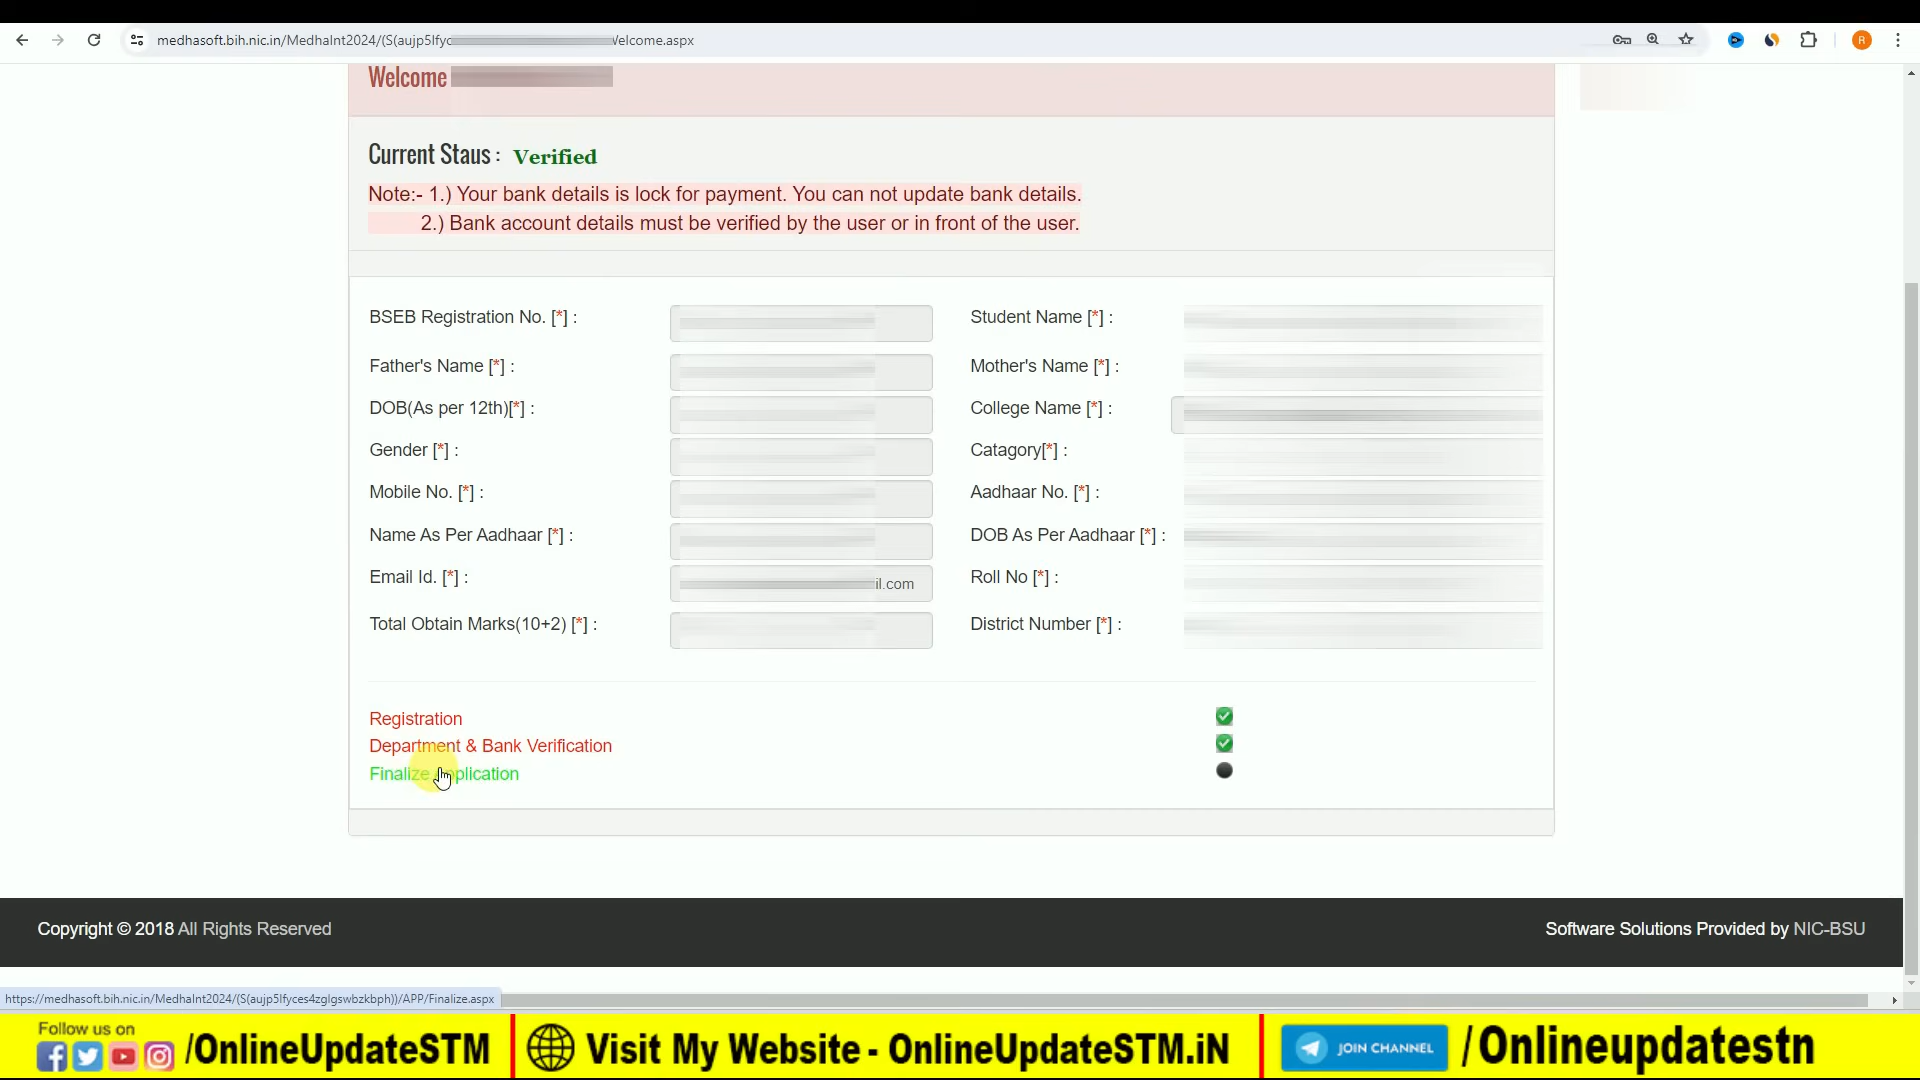 medhasoft.bih.nic.in/MedhaInt2024/(S(aujp5lfyc
elcome.aspx
R
Welcome
Current Staus : Verified
Note:- 1.) Your bank details is lock for payment. You can not update bank details.
2.) Bank account details must be verified by the user or in front of the user.
BSEB Registration No. [*] :
Student Name [*] :
Father's Name [*] :
Mother's Name [*] :
DOB(As per 12th)[*] :
College Name [*] :
Gender [*] :
Catagory[*] :
Mobile No. [*] :
Aadhaar No. [*] :
Name As Per Aadhaar [*] :
DOB As Per Aadhaar [*] :
Email Id. [*] :
il.com
Roll No [*] :
Total Obtain Marks(10+2) [*] :
District Number [*] :
Registration
Department & Bank Verification
Finalize Application
Copyright © 2018 All Rights Reserved
Software Solutions Provided by NIC-BSU
https://medhasoft.bih.nic.in/MedhaInt2024/(S(aujp5lfyces4zglgswbzkbph))/APP/Finalize.aspx
Follow us on
/OnlineUpdateSTM
Visit My Website - OnlineUpdateSTM.iN
JOIN CHANNEL
/Onlineupdatestn